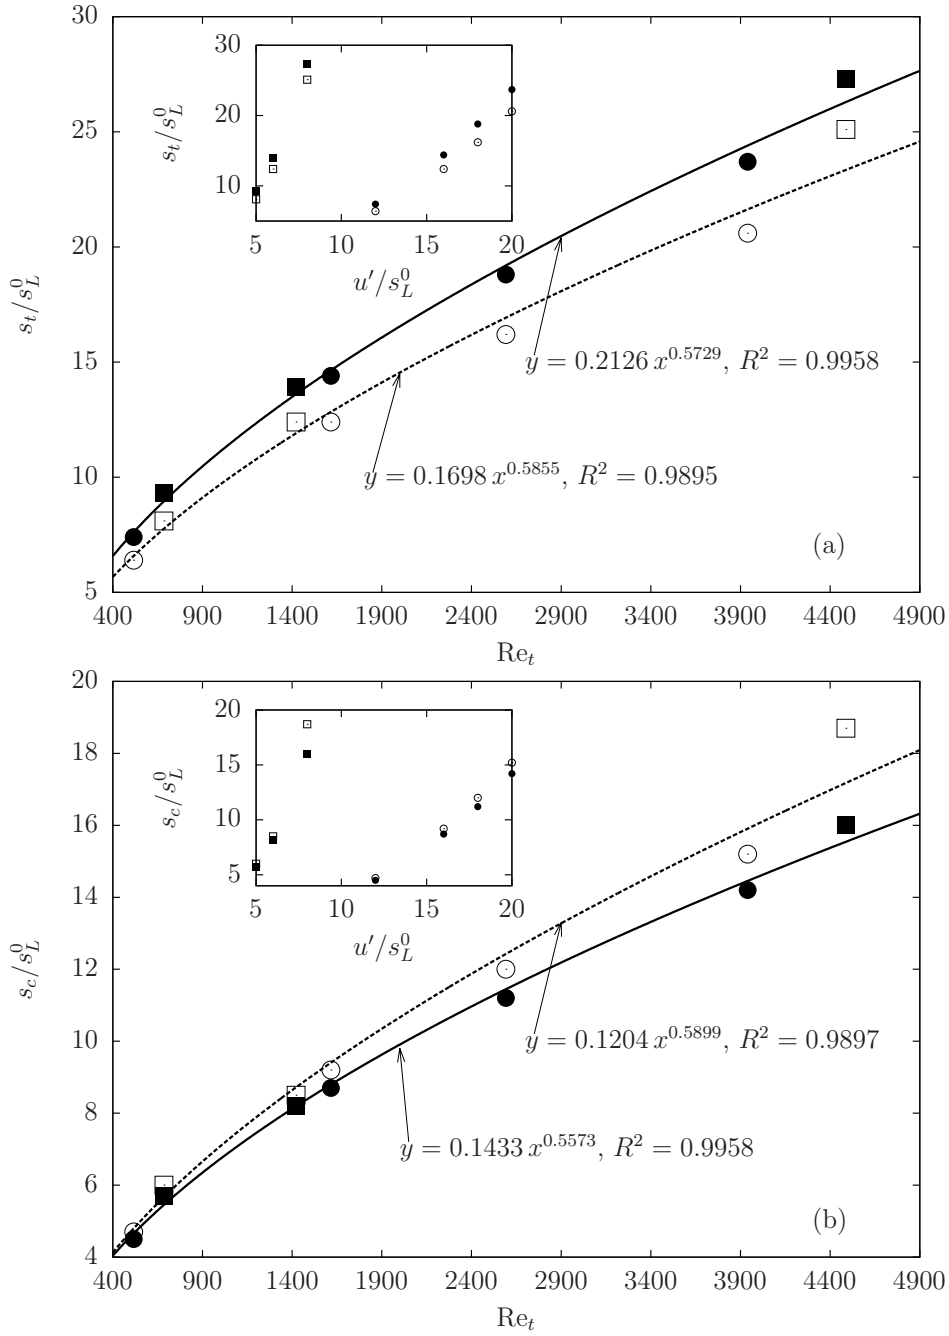 30
25
20
15
10
5
s_t/s_L^0
400 900 1400 1900 2400 2900 3400 3900 4400 4900
Re_t
30
20
10
s_t/s_L^0
5 10 15 20
u′/s_L^0
y = 0.2126 x^0.5729, R^2 = 0.9958
y = 0.1698 x^0.5855, R^2 = 0.9895
(a)
20
18
16
14
12
10
8
6
4
s_c/s_L^0
400 900 1400 1900 2400 2900 3400 3900 4400 4900
Re_t
20
15
10
5
s_c/s_L^0
5 10 15 20
u′/s_L^0
y = 0.1204 x^0.5899, R^2 = 0.9897
y = 0.1433 x^0.5573, R^2 = 0.9958
(b)